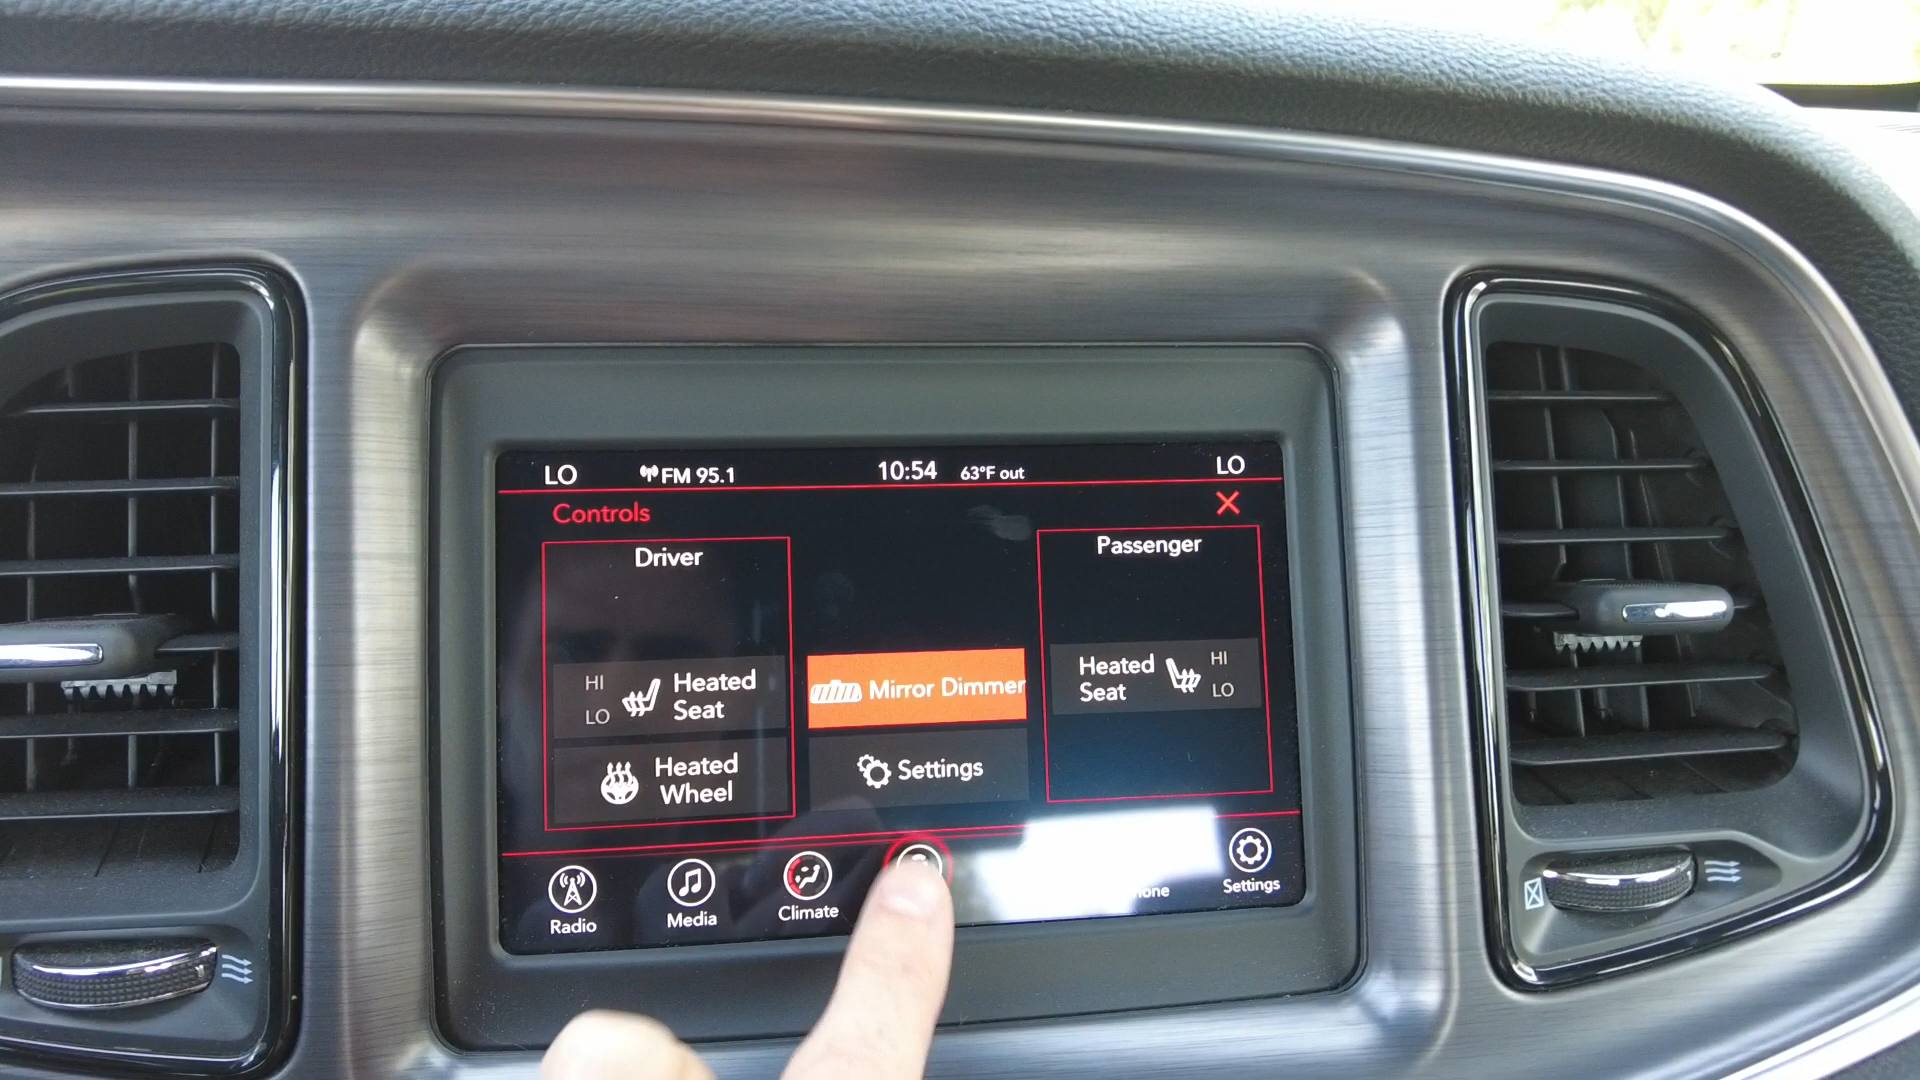 LO FM 95.1 10:54 63°F out LO
Controls
Driver
HI
LO
Heated
Seat
Heated
Wheel
Mirror Dimmer
Settings
Passenger
Heated
Seat
HI
LO
Radio
Media
Climate
Settings